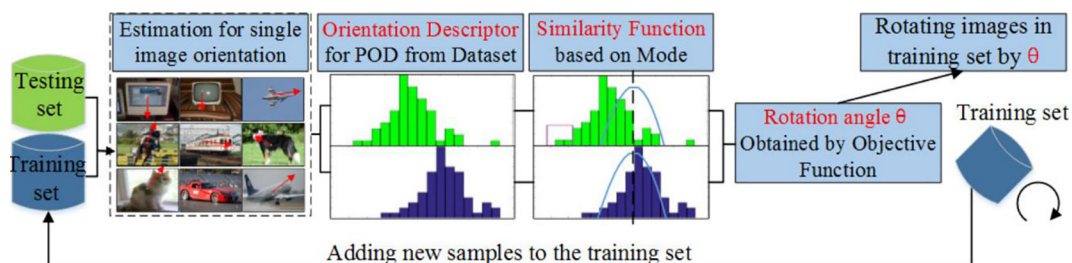 Testing
set
Training
set
Estimation for single
image orientation
Orientation Descriptor
for POD from Dataset
Similarity Function
based on Mode
Rotation angle θ
Obtained by Objective
Function
Rotating images in
training set by θ
Training set
Adding new samples to the training set